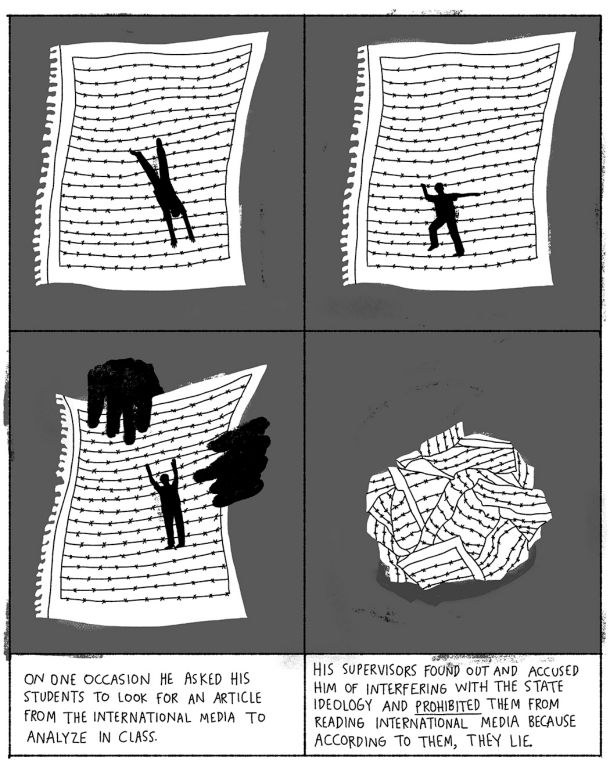 ON ONE OCCASION HE ASKED HIS
STUDENTS TO LOOK FOR AN ARTICLE
FROM THE INTERNATIONAL MEDIA TO
ANALYZE IN CLASS.
HIS SUPERVISORS FOUND OUT AND ACCUSED
HIM OF INTERFERING WITH THE STATE
IDEOLOGY AND PROHIBITED THEM FROM
READING INTERNATIONAL MEDIA BECAUSE
ACCORDING TO THEM, THEY LIE.